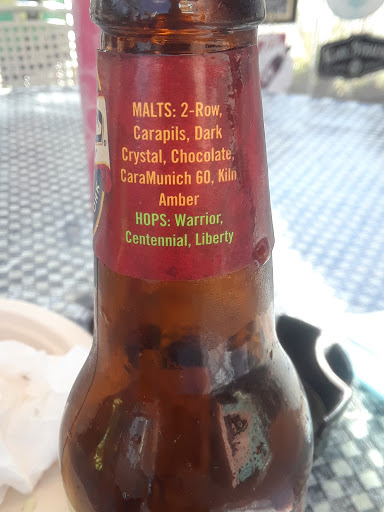 MALTS: 2-Row,
Carapils, Dark
Crystal, Chocolate,
CaraMunich 60, Kiln
Amber
HOPS: Warrior,
Centennial, Liberty